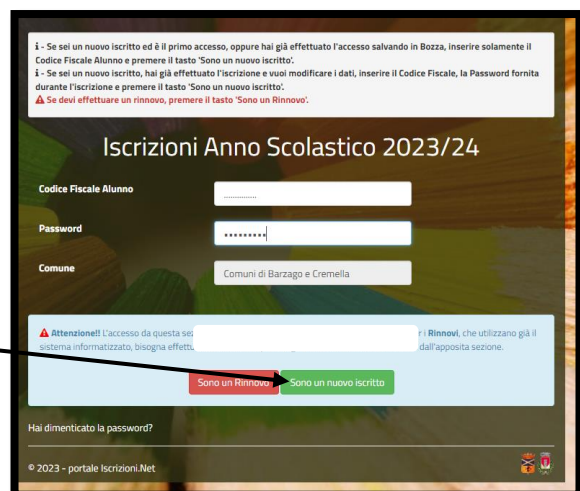 i - Se sei un nuovo iscritto ed è il primo accesso, oppure hai già effettuato l'accesso salvando in Bozza, inserire solamente il
Codice Fiscale Alunno e premere il tasto 'Sono un nuovo iscritto'.
i - Se sei un nuovo iscritto, hai già effettuato l'iscrizione e vuoi modificare i dati, inserire il Codice Fiscale, la Password fornita
durante l'iscrizione e premere il tasto 'Sono un nuovo iscritto'.
Se devi effettuare un rinnovo, premere il tasto 'Sono un Rinnovo'.
Iscrizioni Anno Scolastico 2023/24
Codice Fiscale Alunno
Password
Comune Comuni di Barzago e Cremella
Attenzione!! L'accesso da questa r i Rinnovi, che utilizzano già il
sistema informatizzato, bisogna dall'apposita sezione.
Sono un Rinnovo Sono un nuovo iscritto
Hai dimenticato la password?
© 2023 - portale Iscrizioni.Net